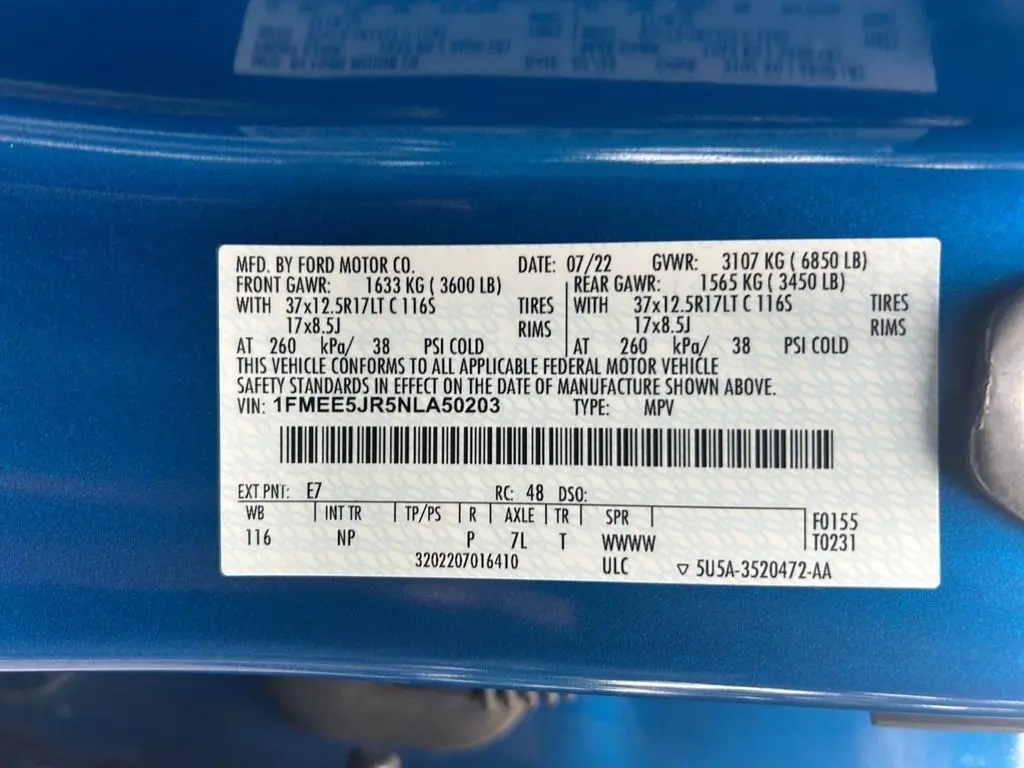 MFD. BY FORD MOTOR CO. DATE: 07/22 GVWR: 3107 KG ( 6850 LB)
FRONT GAWR: 1633 KG ( 3600 LB) REAR GAWR: 1565 KG ( 3450 LB)
WITH 37x12.5R17LT C 116S TIRES WITH 37x12.5R17LT C 116S TIRES
17x8.5J RIMS 17x8.5J RIMS
AT 260 kPa/ 38 PSI COLD AT 260 kPa/ 38 PSI COLD
THIS VEHICLE CONFORMS TO ALL APPLICABLE FEDERAL MOTOR VEHICLE
SAFETY STANDARDS IN EFFECT ON THE DATE OF MANUFACTURE SHOWN ABOVE.
VIN: 1FMEE5JR5NLA50203 TYPE: MPV
EXT PNT: E7 RC: 48 DSO:
WB INT TR TP/PS R AXLE TR SPR F0155
116 NP P 7L T WWWW T0231
3202207016410 ULC ▽ 5U5A-3520472-AA